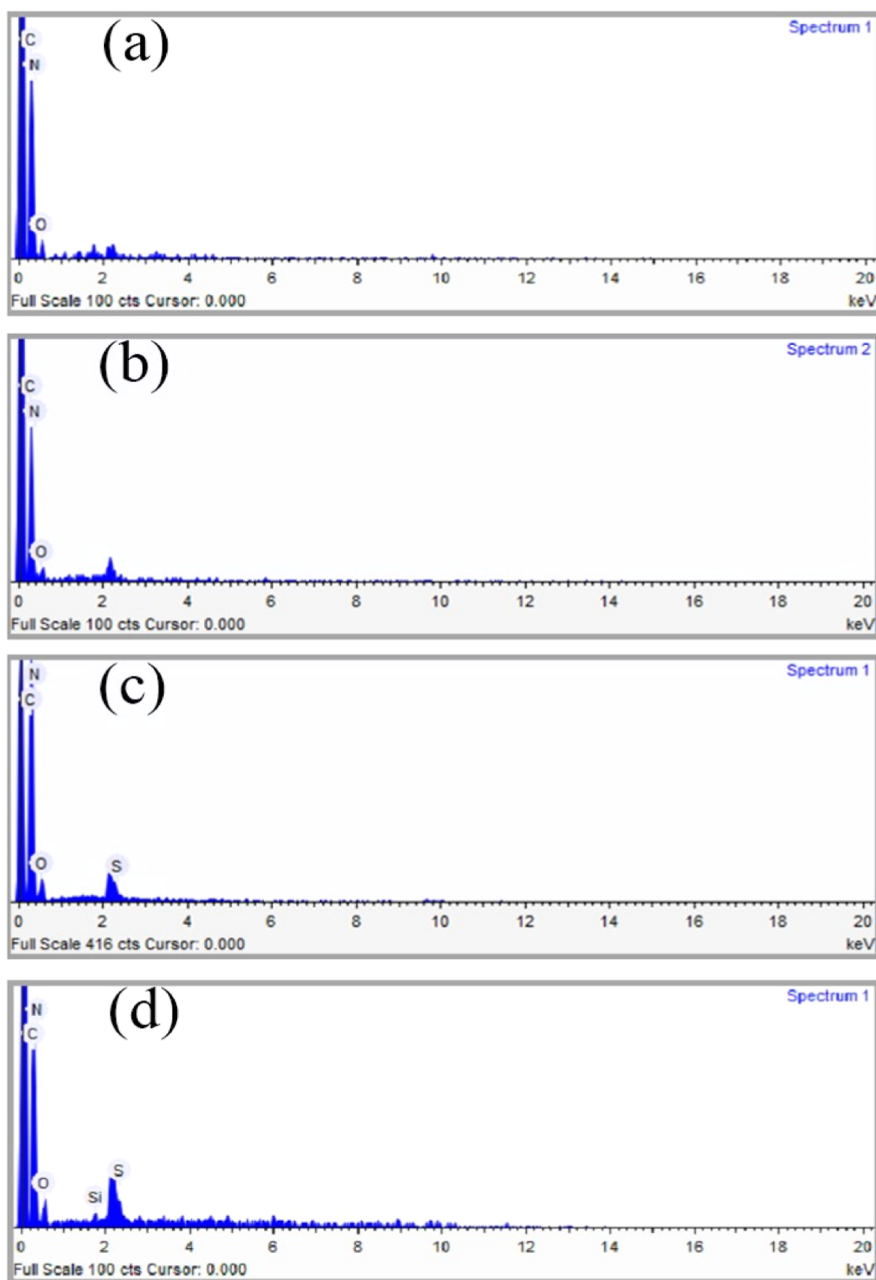 (a)
Spectrum 1
C
N
O
0 2 4 6 8 10 12 14 16 18 20
Full Scale 100 cts Cursor: 0.000 keV
(b)
Spectrum 2
C
N
O
0 2 4 6 8 10 12 14 16 18 20
Full Scale 100 cts Cursor: 0.000 keV
(c)
Spectrum 1
N
C
O S
0 2 4 6 8 10 12 14 16 18 20
Full Scale 416 cts Cursor: 0.000 keV
(d)
Spectrum 1
N
C
S
O Si
0 2 4 6 8 10 12 14 16 18 20
Full Scale 100 cts Cursor: 0.000 keV